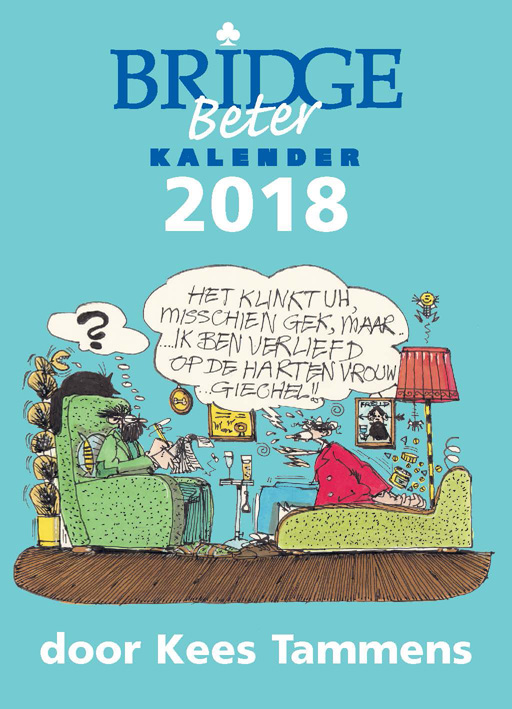 BRIDGE
Beter
KALENDER
2018
?
HET KLINKT UH,
MISSCHIEN GEK, MAAR..
...IK BEN VERLIEFD
OP DE HARTEN VROUW
...GIECHEL!!
door Kees Tammens